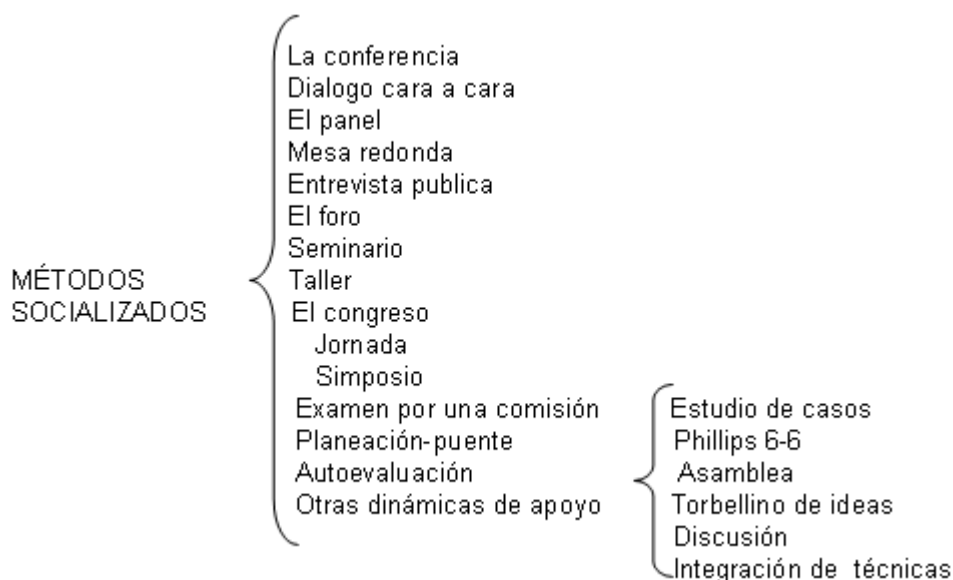 MÉTODOS
SOCIALIZADOS
La conferencia
Dialogo cara a cara
El panel
Mesa redonda
Entrevista publica
El foro
Seminario
Taller
El congreso
Jornada
Simposio
Examen por una comisión
Planeación-puente
Autoevaluación
Otras dinámicas de apoyo
Estudio de casos
Phillips 6-6
Asamblea
Torbellino de ideas
Discusión
Integración de técnicas